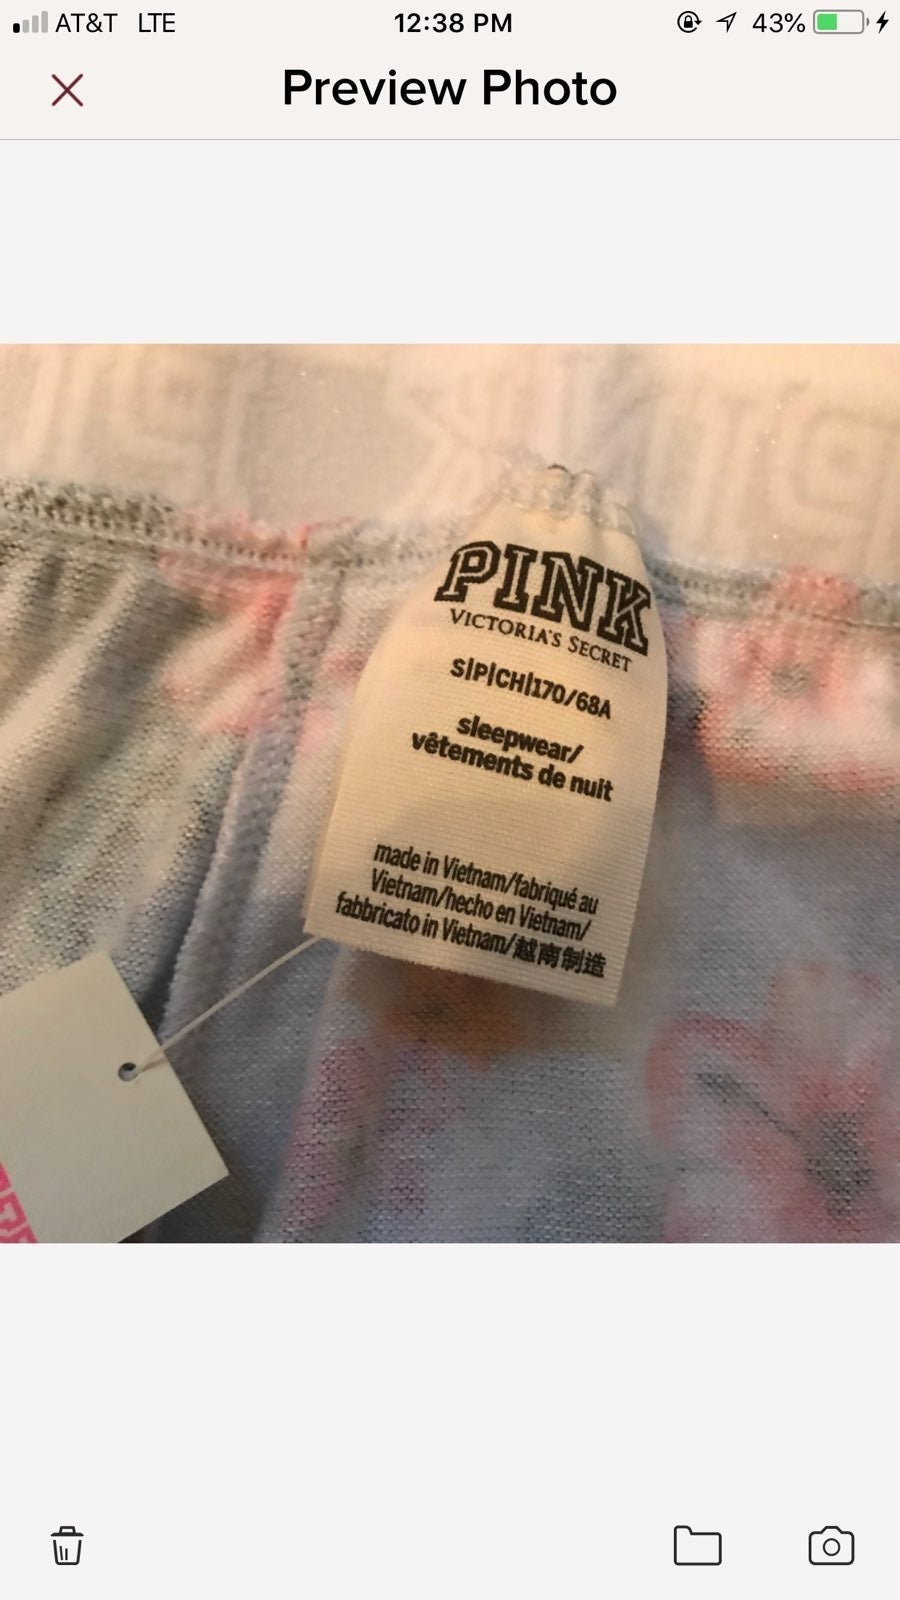 AT&T LTE 12:38 PM 43%
Preview Photo
PINK
VICTORIA'S SECRET
S|P|CH|170/68A
sleepwear/
vêtements de nuit
made in Vietnam/fabriqué au
Vietnam/hecho en Vietnam/
fabbricato in Vietnam/越南制造